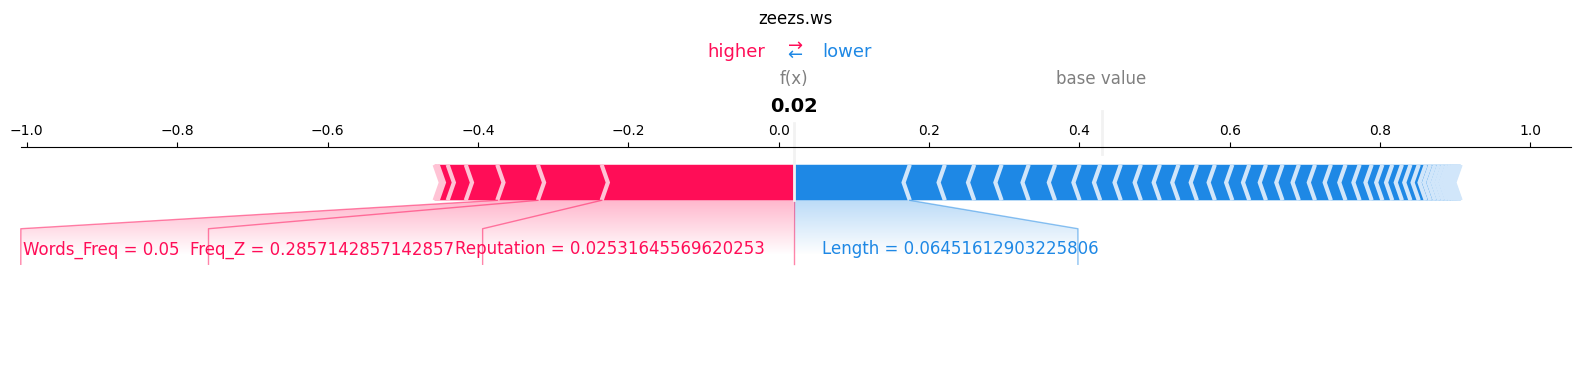 zeezs.ws
higher ⇄ lower
f(x) base value
0.02
−1.0 −0.8 −0.6 −0.4 −0.2 0.0 0.2 0.4 0.6 0.8 1.0
Words_Freq = 0.05 Freq_Z = 0.2857142857142857 Reputation = 0.02531645569620253 Length = 0.06451612903225806